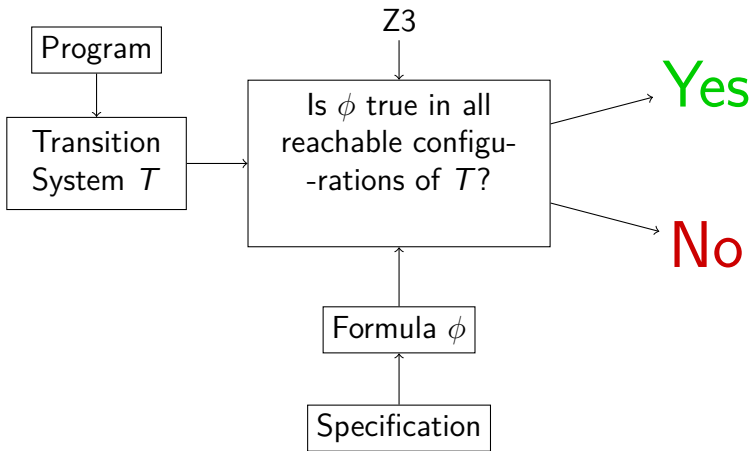 Program
Transition
System T
Z3
Is ϕ true in all
reachable configu-
-rations of T?
Yes
No
Formula ϕ
Specification